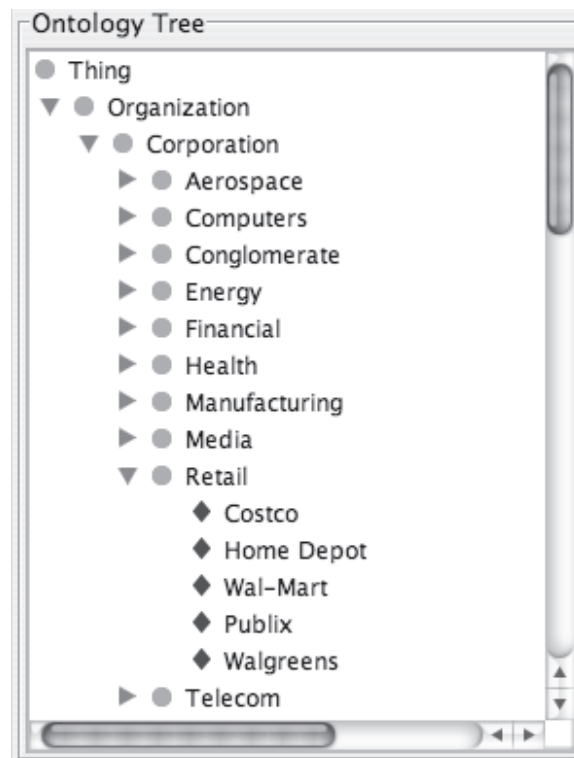 Ontology Tree
Thing
Organization
Corporation
Aerospace
Computers
Conglomerate
Energy
Financial
Health
Manufacturing
Media
Retail
Costco
Home Depot
Wal-Mart
Publix
Walgreens
Telecom